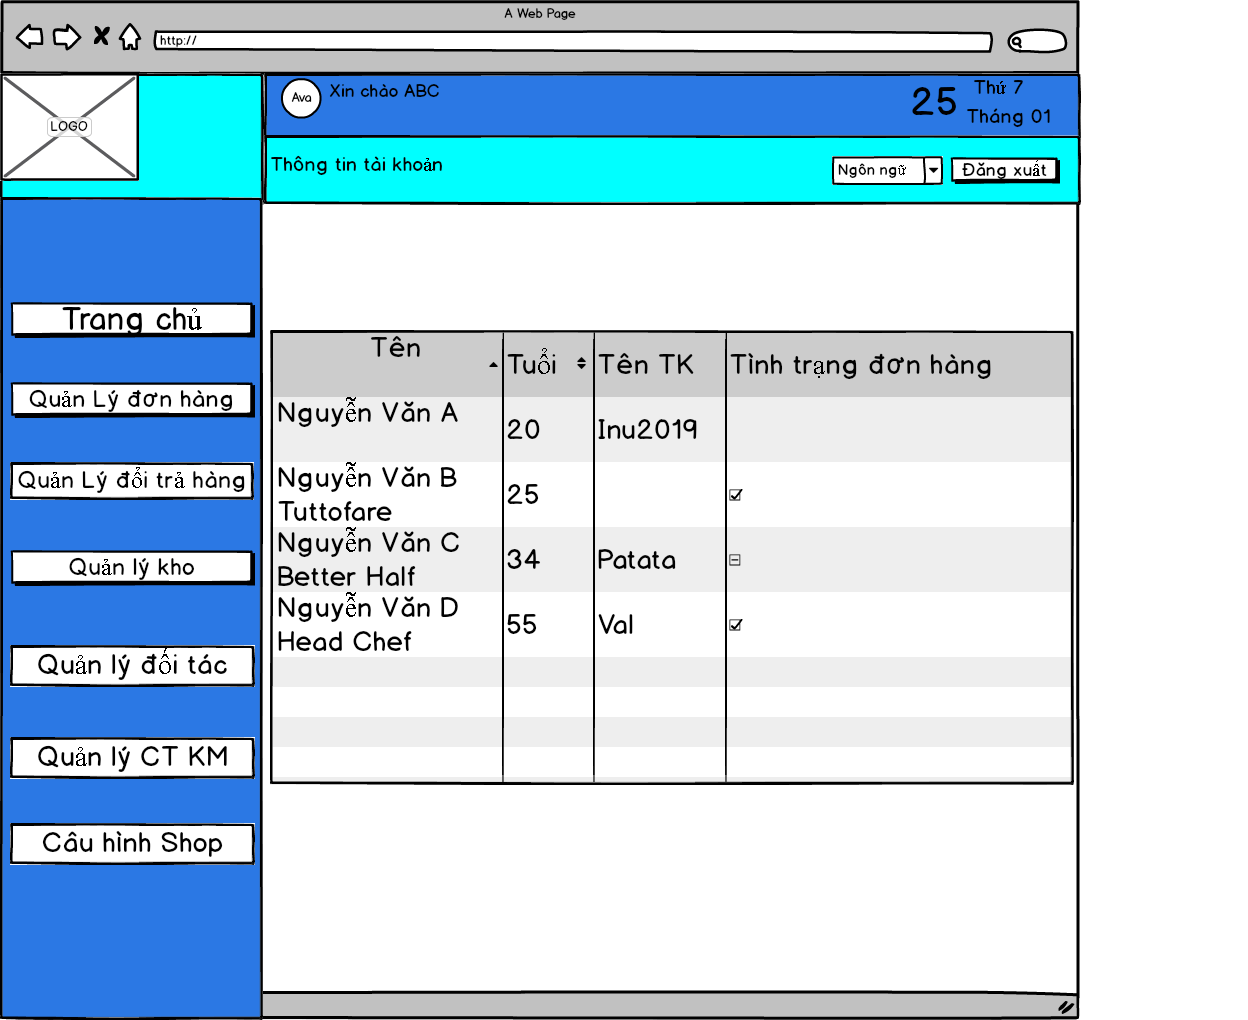 A Web Page
http://
LOGO
Ava
Xin chào ABC
25
Thứ 7
Tháng 01
Thông tin tài khoản
Ngôn ngữ
Đăng xuất
Trang chủ
Quản Lý đơn hàng
Quản Lý đổi trả hàng
Quản lý kho
Quản lý đối tác
Quản lý CT KM
Câu hình Shop
Tên Tuổi Tên TK Tình trạng đơn hàng
Nguyễn Văn A 20 Inu2019
Nguyễn Văn B 25
Tuttofare
Nguyễn Văn C 34 Patata
Better Half
Nguyễn Văn D 55 Val
Head Chef